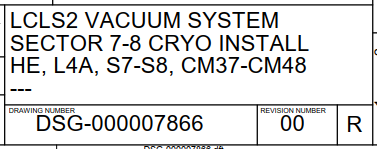 LCLS2 VACUUM SYSTEM
SECTOR 7-8 CRYO INSTALL
HE, L4A, S7-S8, CM37-CM48
---
DRAWING NUMBER REVISION NUMBER
DSG-000007866 00 R